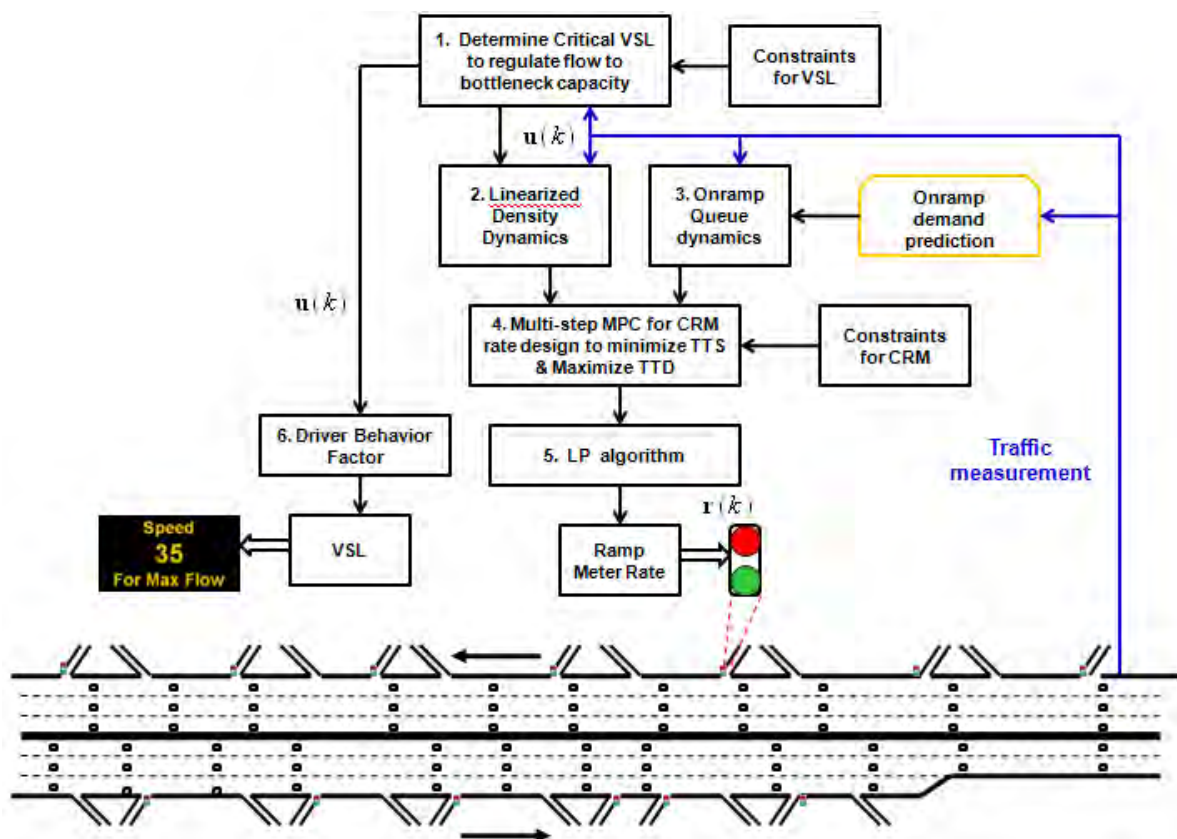 1. Determine Critical VSL
to regulate flow to
bottleneck capacity
Constraints
for VSL
u(k)
2. Linearized
Density
Dynamics
3. Onramp
Queue
dynamics
Onramp
demand
prediction
u(k)
4. Multi-step MPC for CRM
rate design to minimize TTS
& Maximize TTD
Constraints
for CRM
6. Driver Behavior
Factor
5. LP algorithm
Traffic
measurement
r(k)
Speed
35
For Max Flow
VSL
Ramp
Meter Rate